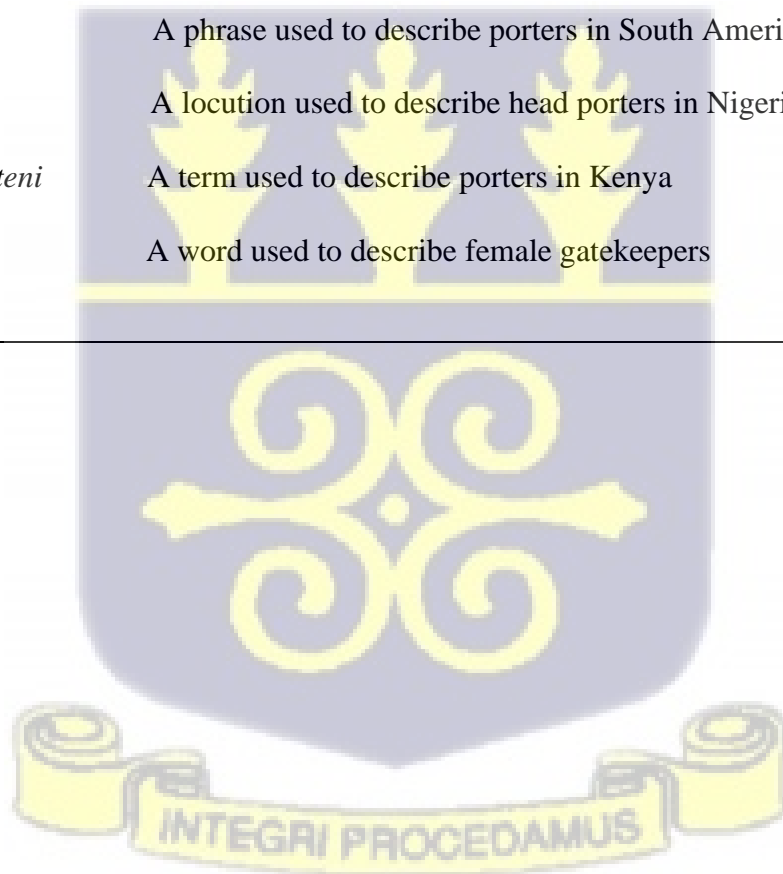 A phrase used to describe porters in South Ameri
A locution used to describe head porters in Nigeri
teni A term used to describe porters in Kenya
A word used to describe female gatekeepers
INTEGRI PROCEDAMUS